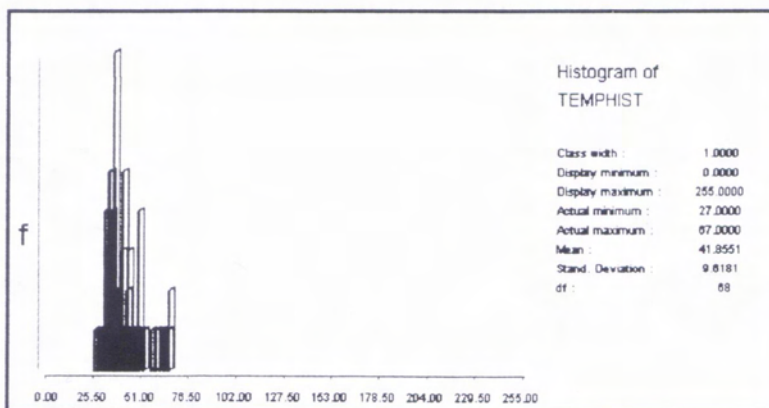 Histogram of
TEMPHIST
Class width : 1.0000
Display minimum : 0.0000
Display maximum : 255.0000
Actual minimum : 27.0000
Actual maximum : 67.0000
Mean : 41.8551
Stand. Deviation : 9.6181
df : 68
f
0.00 25.50 51.00 76.50 102.00 127.50 153.00 178.50 204.00 229.50 255.00